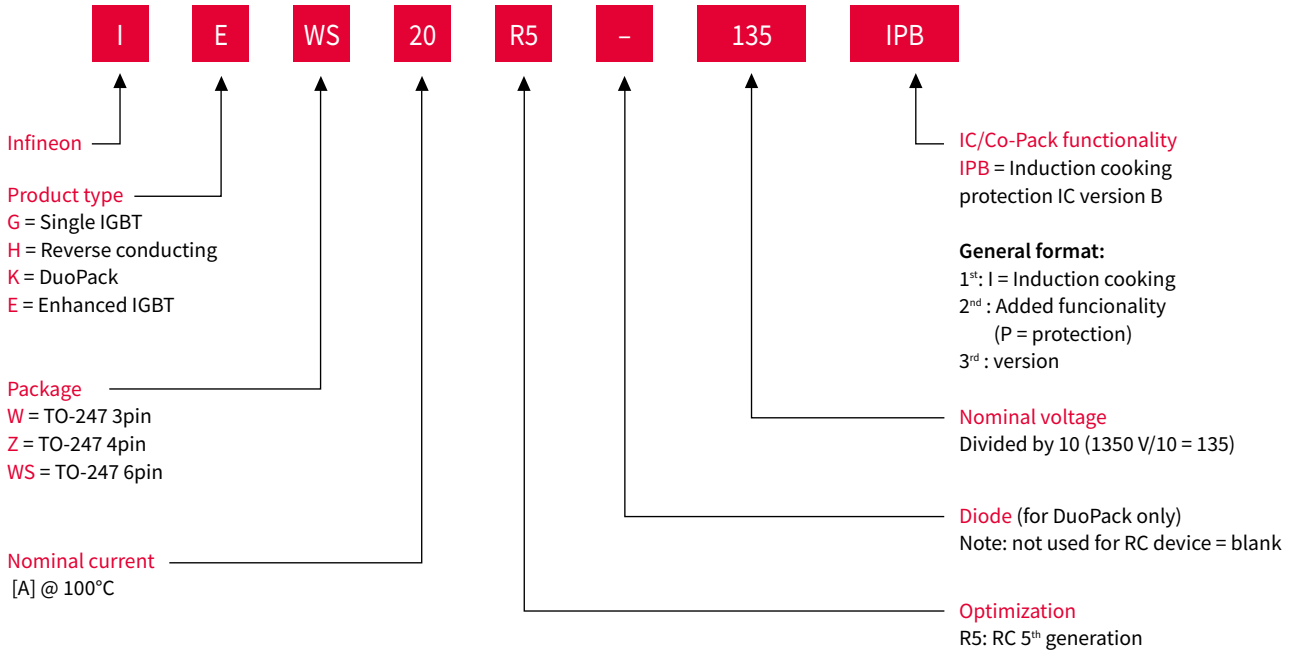 I E WS 20 R5 – 135 IPB
Infineon
Product type
G = Single IGBT
H = Reverse conducting
K = DuoPack
E = Enhanced IGBT
Package
W = TO-247 3pin
Z = TO-247 4pin
WS = TO-247 6pin
Nominal current
[A] @ 100°C
IC/Co-Pack functionality
IPB = Induction cooking
protection IC version B
General format:
1st: I = Induction cooking
2nd : Added funcionality
(P = protection)
3rd : version
Nominal voltage
Divided by 10 (1350 V/10 = 135)
Diode (for DuoPack only)
Note: not used for RC device = blank
Optimization
R5: RC 5th generation